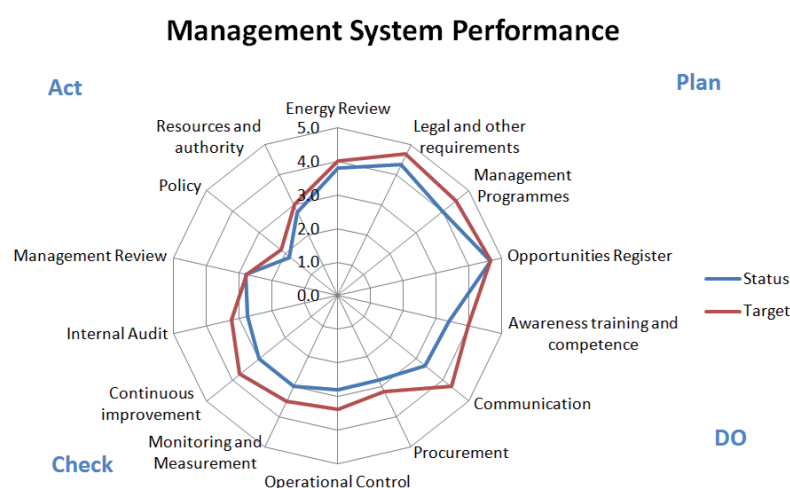 Management System Performance
Act
Plan
Energy Review
Resources and
authority
Legal and other
requirements
5.0
4.0
3.0
2.0
1.0
0.0
Management
Programmes
Policy
Management Review
Opportunities Register
Status
Target
Internal Audit
Awareness training and
competence
Continuous
improvement
Communication
Monitoring and
Measurement
Procurement
Operational Control
DO
Check